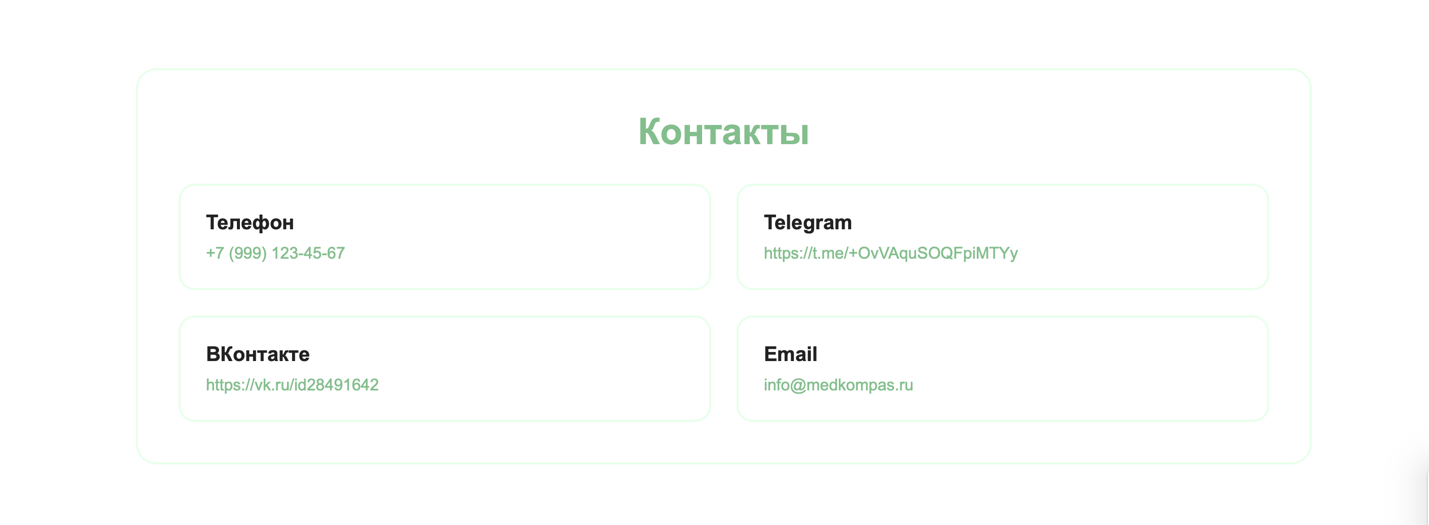 Контакты
Телефон
+7 (999) 123-45-67
Telegram
https://t.me/+OvVAquSOQFpiMTYy
ВКонтакте
https://vk.ru/id28491642
Email
info@medkompas.ru